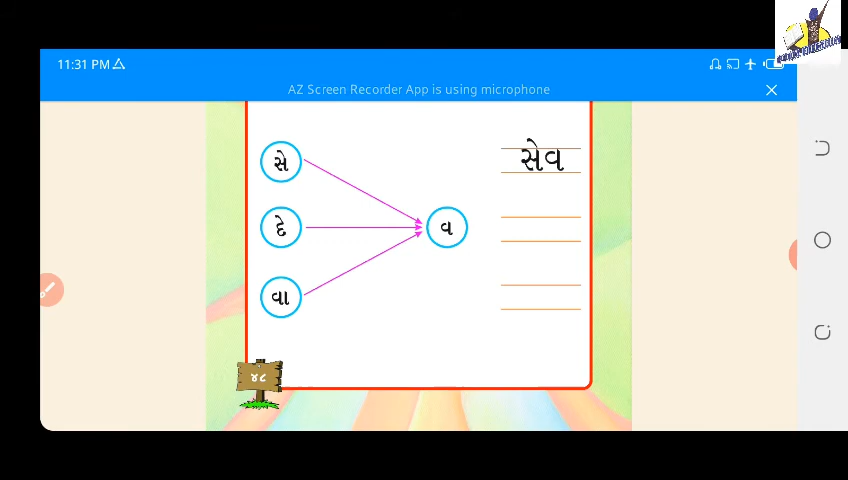 11:31 PM
AZ Screen Recorder App is using microphone
સે
સેવ
દે
વ
વા
૪૮